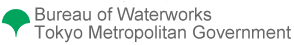 Bureau of Waterworks
Tokyo Metropolitan Government